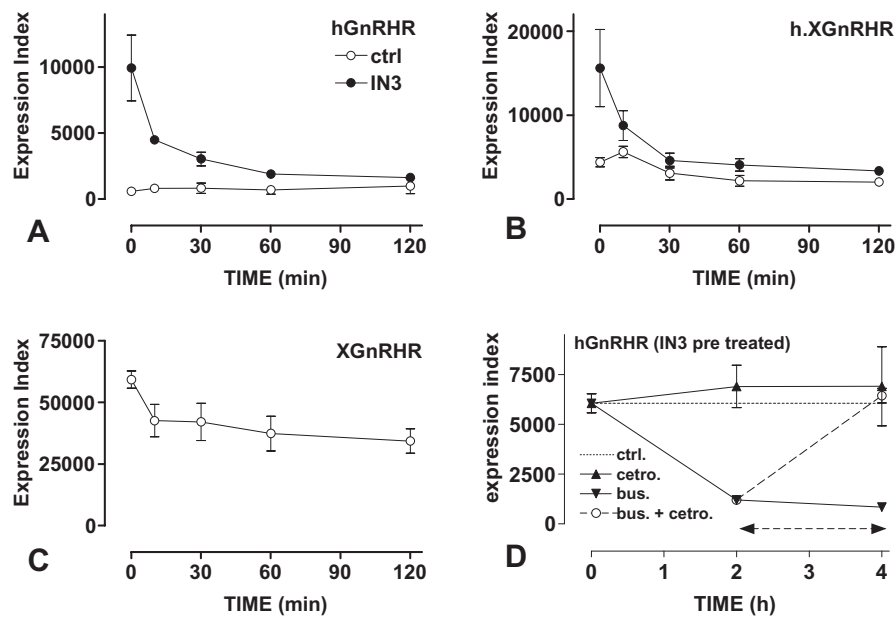 hGnRHR
ctrl
IN3
Expression Index
10000
5000
0
0 30 60 90 120
TIME (min)
A
h.XGnRHR
Expression Index
20000
10000
0
0 30 60 90 120
TIME (min)
B
XGnRHR
Expression Index
75000
50000
25000
0
0 30 60 90 120
TIME (min)
C
hGnRHR (IN3 pre treated)
expression index
7500
5000
2500
0
ctrl.
cetro.
bus.
bus. + cetro.
0 1 2 3 4
TIME (h)
D